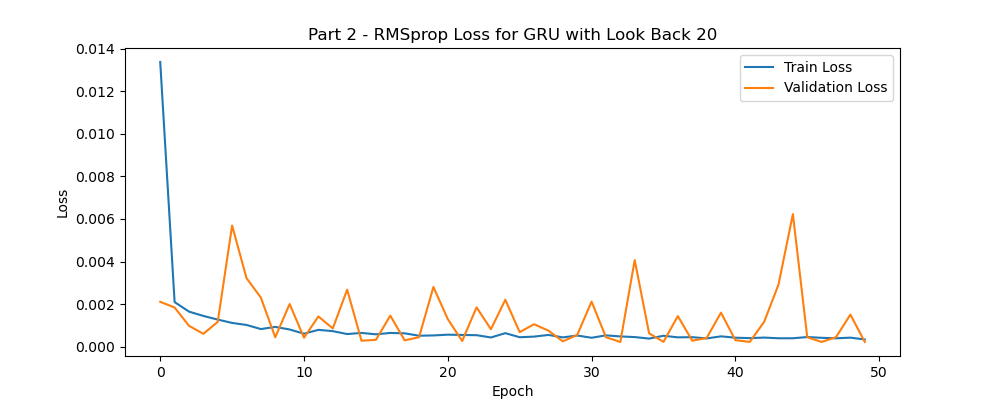 Part 2 - RMSprop Loss for GRU with Look Back 20
Train Loss
Validation Loss
0.014
0.012
0.010
0.008
0.006
0.004
0.002
0.000
Loss
0 10 20 30 40 50
Epoch